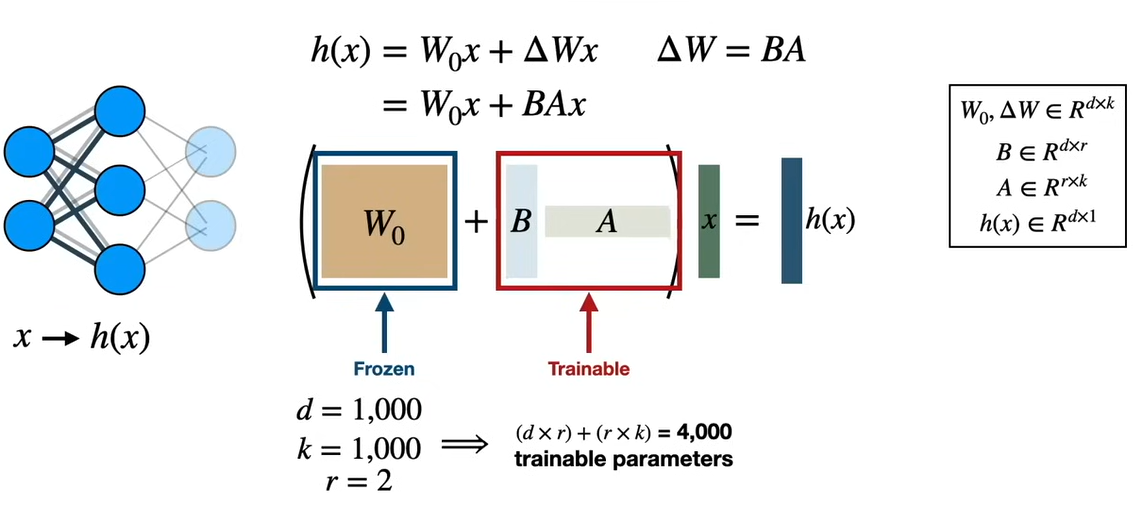 h(x) = W₀x + ΔWx ΔW = BA
= W₀x + BAx
W₀, ΔW ∈ R^{d×k}
B ∈ R^{d×r}
A ∈ R^{r×k}
h(x) ∈ R^{d×1}
( W₀ + B A ) x = h(x)
x → h(x)
Frozen
Trainable
d = 1,000
k = 1,000 ⟹
r = 2
(d × r) + (r × k) = 4,000
trainable parameters